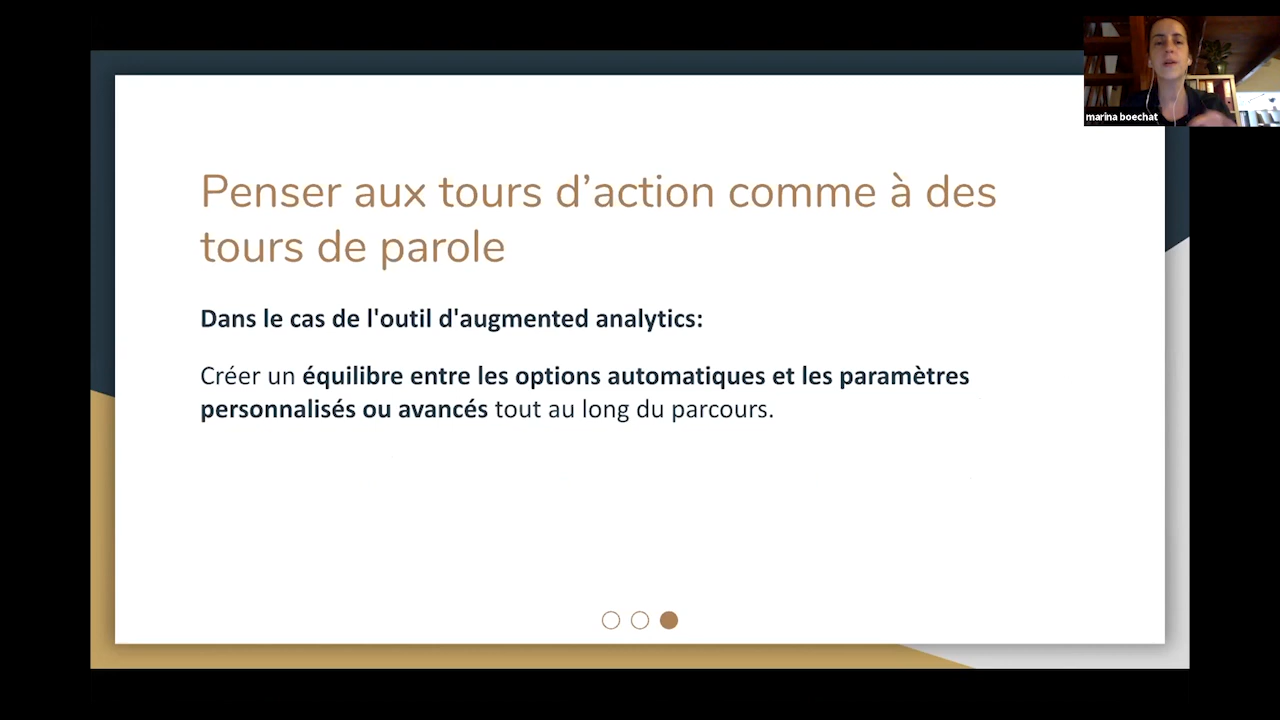 marina boechat
Penser aux tours d’action comme à des
tours de parole
Dans le cas de l'outil d'augmented analytics:
Créer un équilibre entre les options automatiques et les paramètres
personnalisés ou avancés tout au long du parcours.